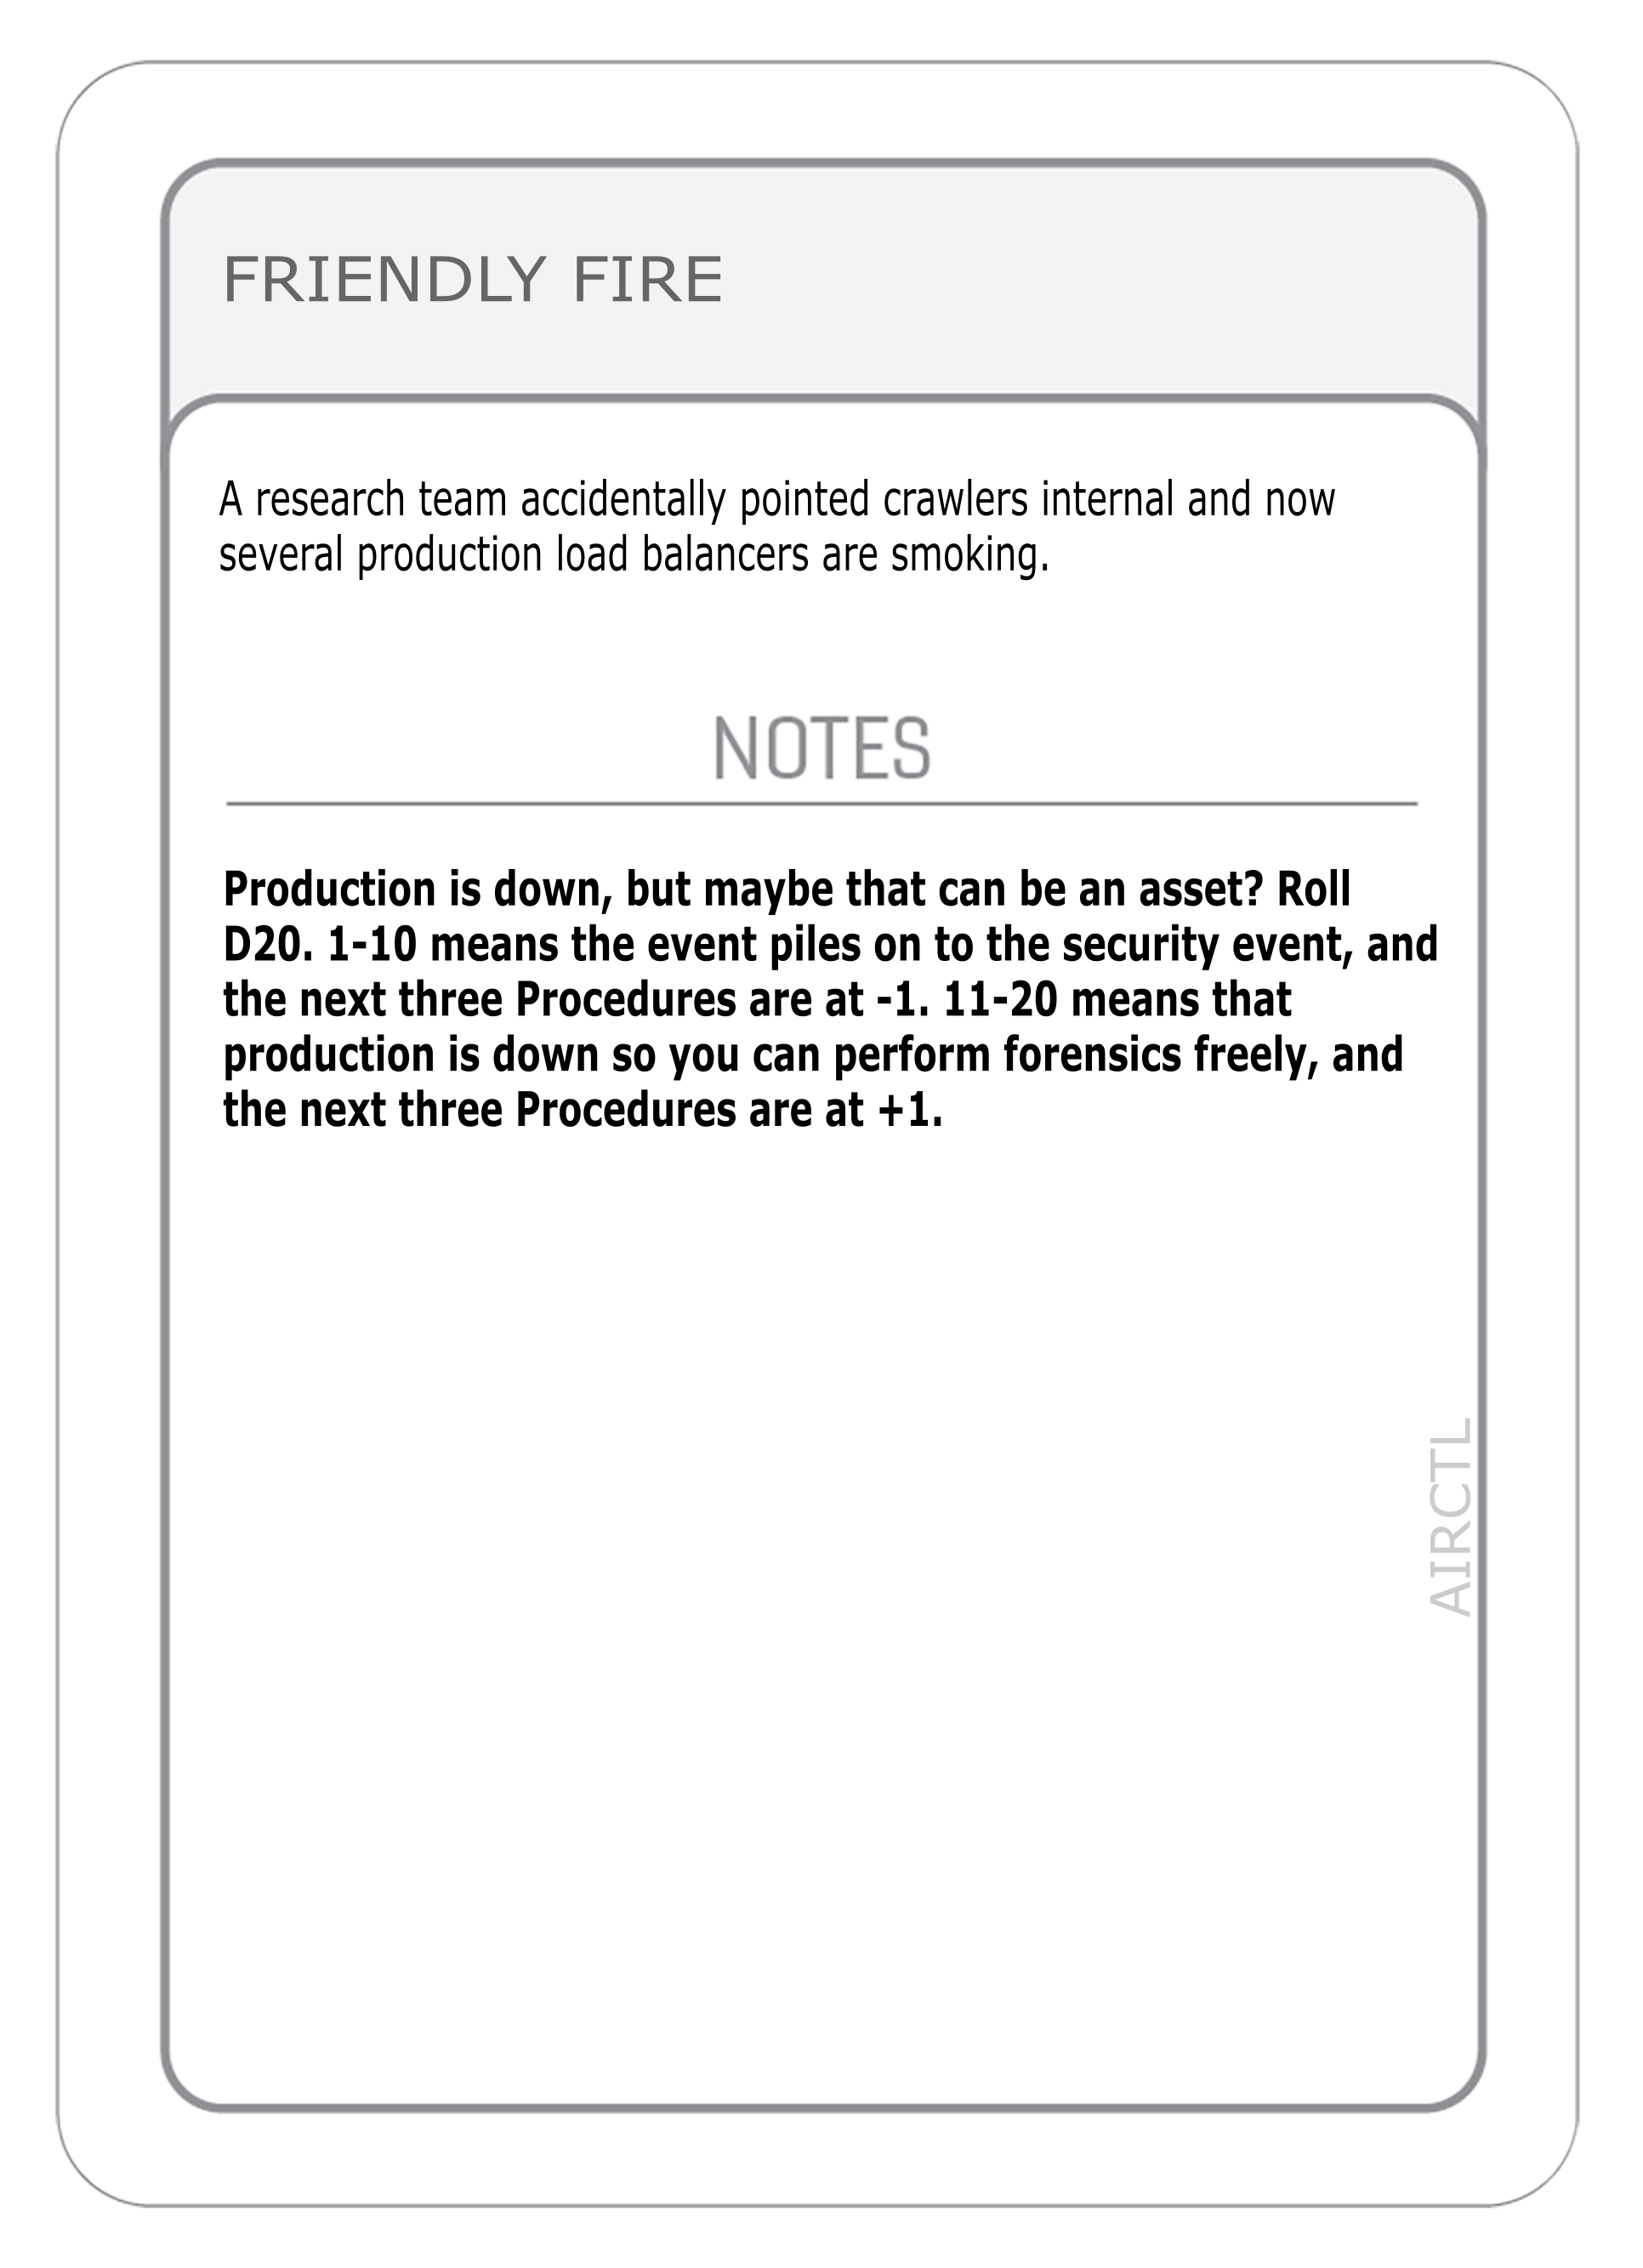 FRIENDLY FIRE
A research team accidentally pointed crawlers internal and now
several production load balancers are smoking.
NOTES
Production is down, but maybe that can be an asset? Roll
D20. 1-10 means the event piles on to the security event, and
the next three Procedures are at -1. 11-20 means that
production is down so you can perform forensics freely, and
the next three Procedures are at +1.
AIRCTL